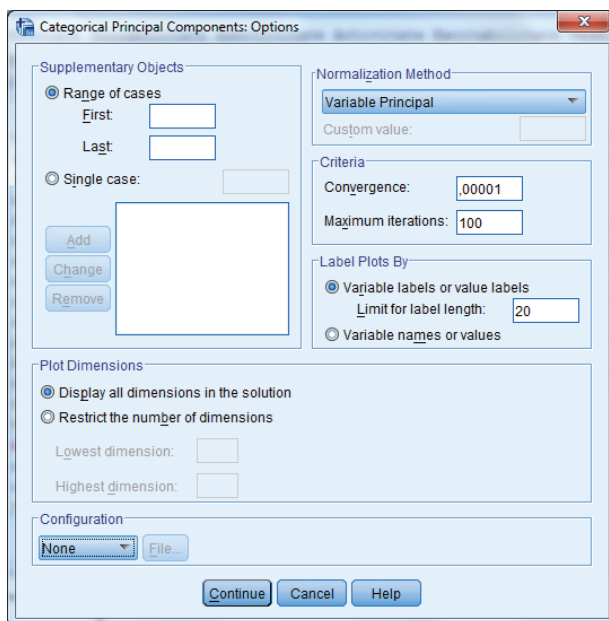 Categorical Principal Components: Options
Supplementary Objects
Range of cases
First:
Last:
Single case:
Add
Change
Remove
Normalization Method
Variable Principal
Custom value:
Criteria
Convergence: ,00001
Maximum iterations: 100
Label Plots By
Variable labels or value labels
Limit for label length: 20
Variable names or values
Plot Dimensions
Display all dimensions in the solution
Restrict the number of dimensions
Lowest dimension:
Highest dimension:
Configuration
None File...
Continue Cancel Help